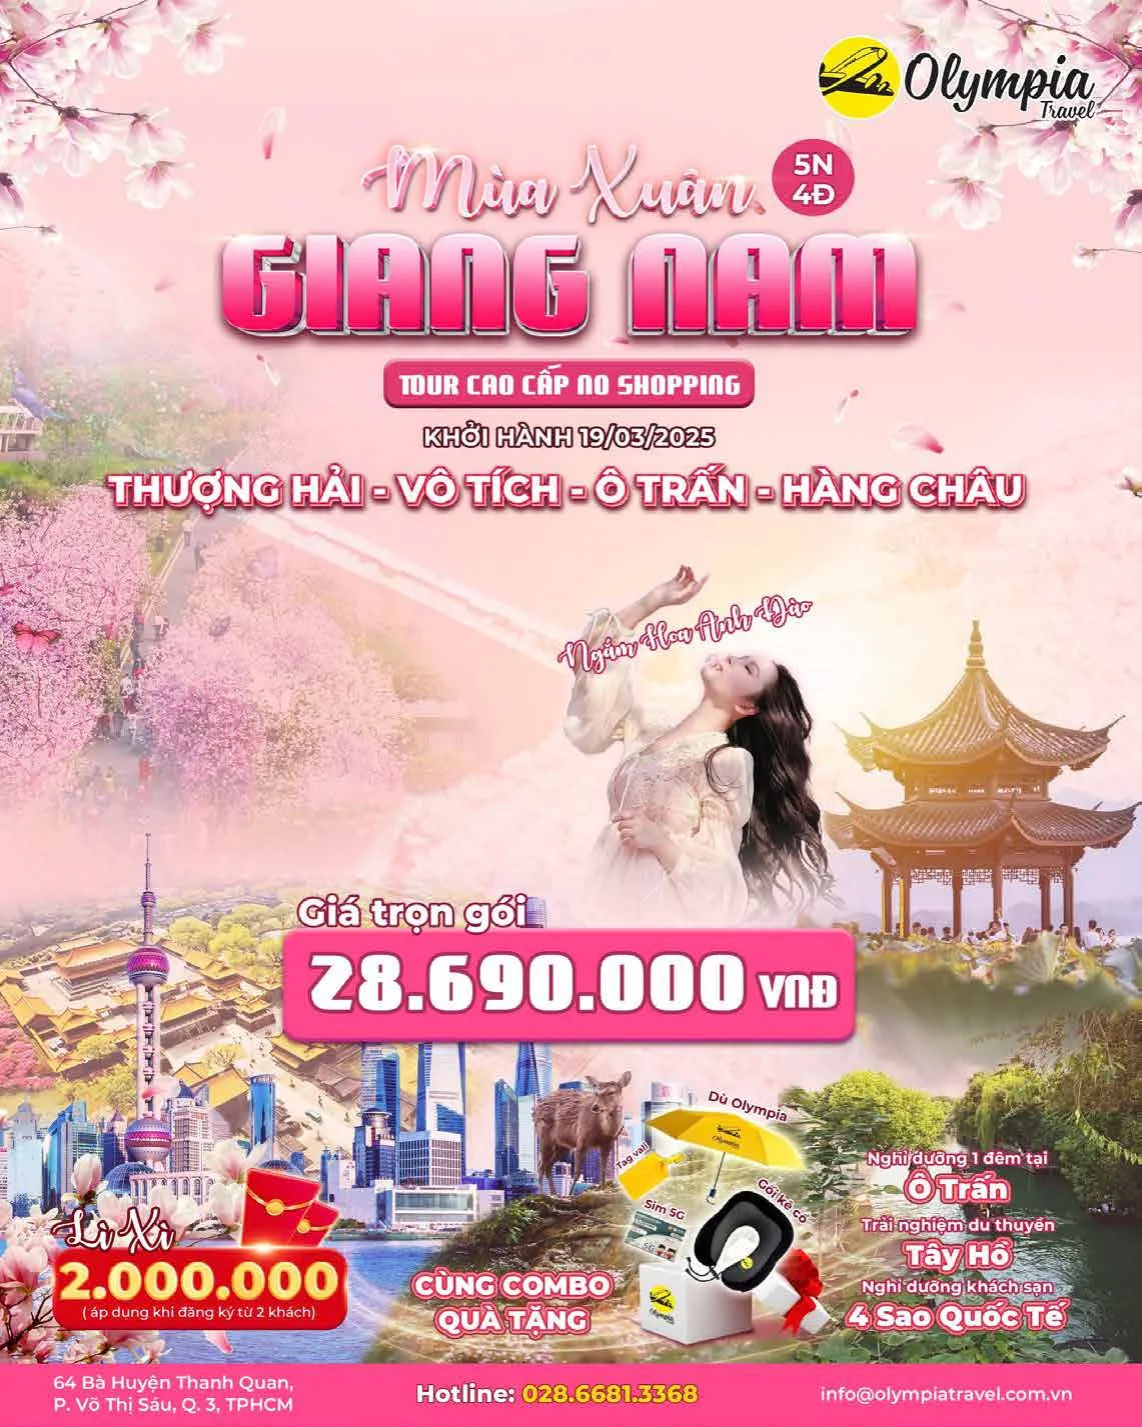 Olympia
Travel
Mùa Xuân
5N
4Đ
GIANG NAM
TOUR CAO CẤP NO SHOPPING
KHỞI HÀNH 19/03/2025
THƯỢNG HẢI - VÔ TÍCH - Ô TRẤN - HÀNG CHÂU
Ngắm Hoa Anh Đào
Giá trọn gói
28.690.000 VNĐ
Dù Olympia
Olympia
Tag vali
Sim 5G
5G
Gối kê cổ
Olympia
Nghỉ dưỡng 1 đêm tại
Ô Trấn
Trải nghiệm du thuyền
Tây Hồ
Nghỉ dưỡng khách sạn
4 Sao Quốc Tế
Lì Xì
2.000.000
( áp dụng khi đăng ký từ 2 khách)
CÙNG COMBO
QUÀ TẶNG
64 Bà Huyện Thanh Quan,
P. Võ Thị Sáu, Q. 3, TPHCM
Hotline: 028.6681.3368
info@olympiatravel.com.vn